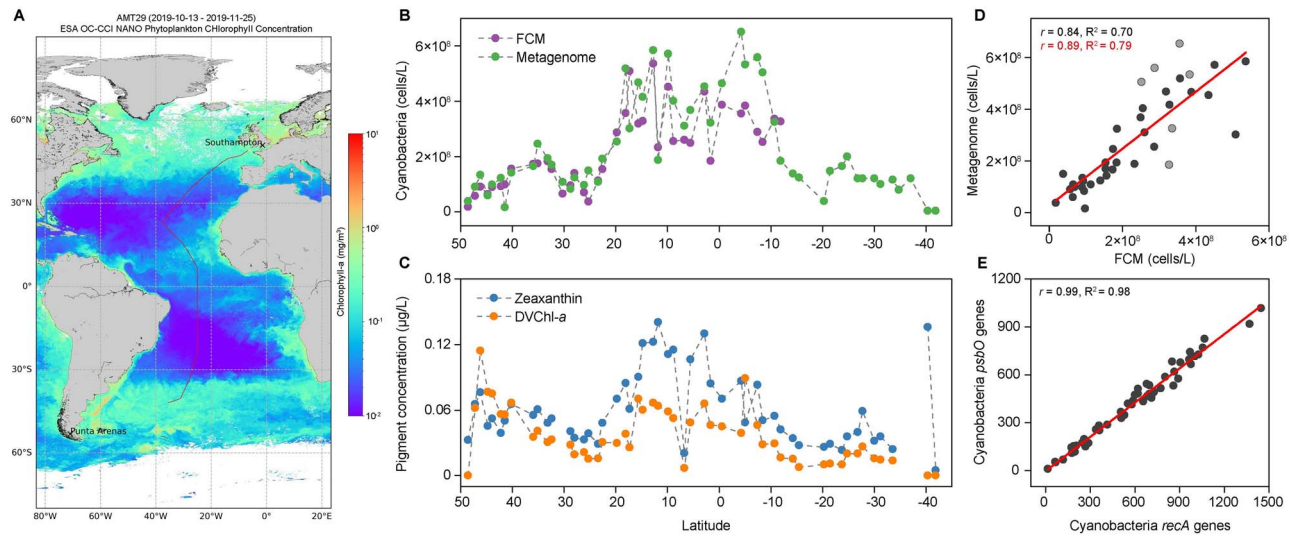 A
AMT29 (2019-10-13 - 2019-11-25)
ESA OC-CCI NANO Phytoplankton CHlorophyll Concentration
60°N
30°N
0°
30°S
60°S
80°W 60°W 40°W 20°W 0° 20°E
Southampton
Punta Arenas
10¹
10⁰
10⁻¹
10⁻²
Chlorophyll-a (mg/m³)
B
FCM
Metagenome
Cyanobacteria (cells/L)
6×10⁸
4×10⁸
2×10⁸
0
50 40 30 20 10 0 -10 -20 -30 -40
C
Zeaxanthin
DVChl-a
Pigment concentration (µg/L)
0.18
0.12
0.06
0
50 40 30 20 10 0 -10 -20 -30 -40
Latitude
D
r = 0.84, R² = 0.70
r = 0.89, R² = 0.79
Metagenome (cells/L)
6×10⁸
4×10⁸
2×10⁸
0
0 2×10⁸ 4×10⁸ 6×10⁸
FCM (cells/L)
E
r = 0.99, R² = 0.98
Cyanobacteria psbO genes
1200
900
600
300
0
0 300 600 900 1200 1500
Cyanobacteria recA genes